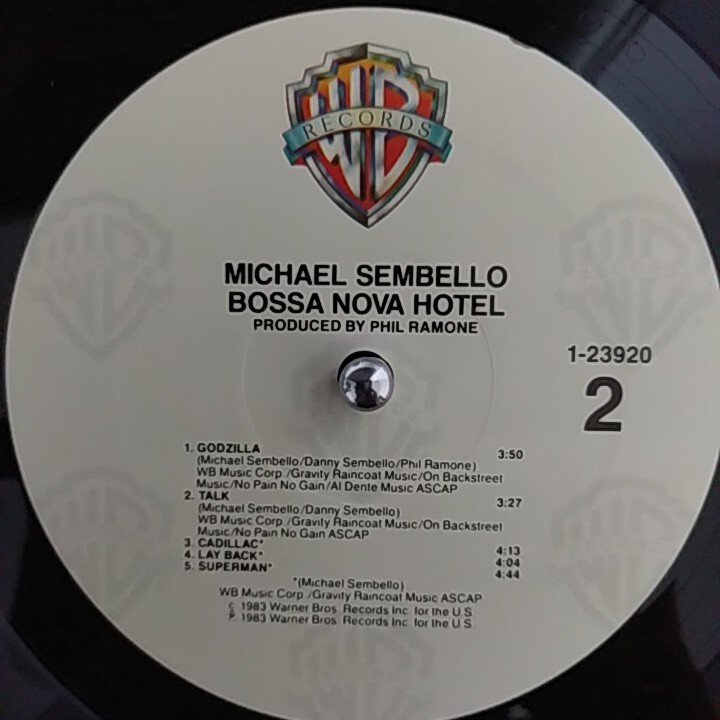 WB
RECORDS
MICHAEL SEMBELLO
BOSSA NOVA HOTEL
PRODUCED BY PHIL RAMONE
1-23920
2
1. GODZILLA 3:50
(Michael Sembello/Danny Sembello/Phil Ramone)
WB Music Corp./Gravity Raincoat Music/On Backstreet
Music/No Pain No Gain/Al Dente Music ASCAP
2. TALK 3:27
(Michael Sembello/Danny Sembello)
WB Music Corp./Gravity Raincoat Music/On Backstreet
Music/No Pain No Gain ASCAP
3. CADILLAC* 4:13
4. LAY BACK* 4:04
5. SUPERMAN* 4:44
*(Michael Sembello)
WB Music Corp./Gravity Raincoat Music ASCAP
© 1983 Warner Bros. Records Inc. for the U.S.
℗ 1983 Warner Bros. Records Inc. for the U.S.